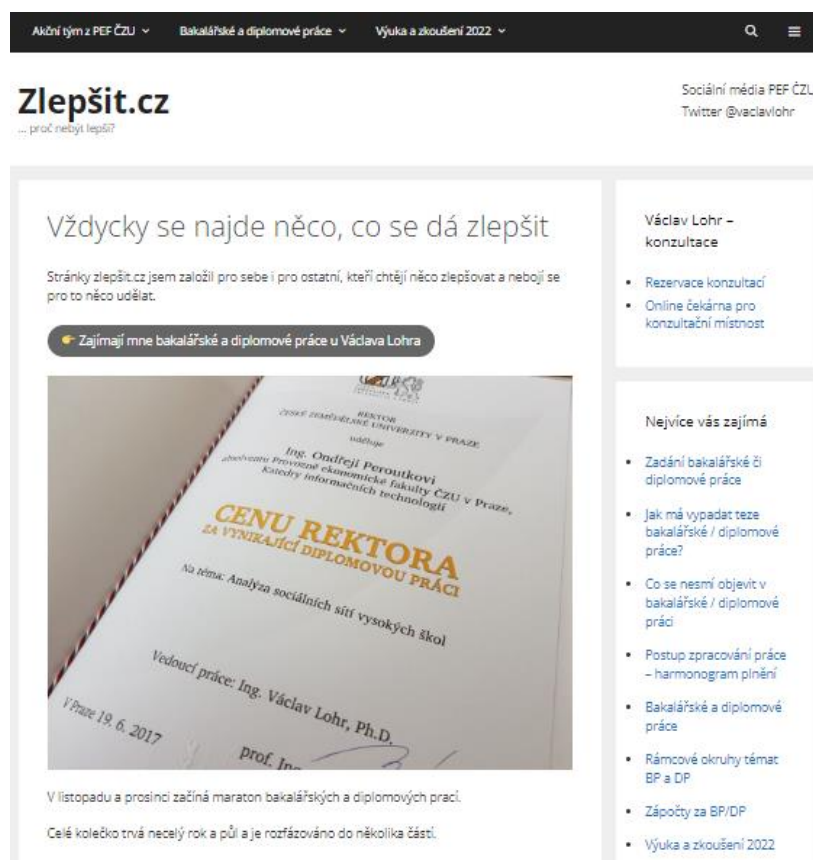 Akční tým z PEF ČZU
Bakalářské a diplomové práce
Výuka a zkoušení 2022
Zlepšit.cz
... proč nebýt lepší?
Sociální média PEF ČZU
Twitter @vaclavlohr
Vždycky se najde něco, co se dá zlepšit
Stránky zlepšit.cz jsem založil pro sebe i pro ostatní, kteří chtějí něco zlepšovat a nebojí se
pro to něco udělat.
Zajímají mne bakalářské a diplomové práce u Václava Lohra
REKTOR
ČESKÉ ZEMĚDĚLSKÉ UNIVERZITY V PRAZE
uděluje
Ing. Ondřeji Peroutkovi
absolventu Provozně ekonomické fakulty ČZU v Praze,
Katedry informačních technologií
CENU REKTORA
ZA VYNIKAJÍCÍ DIPLOMOVOU PRÁCI
Na téma: Analýza sociálních sítí vysokých škol
Vedoucí práce: Ing. Václav Lohr, Ph.D.
V Praze 19. 6. 2017
prof. Ing
V listopadu a prosinci začíná maraton bakalářských a diplomových prací.
Celé kolečko trvá necelý rok a půl a je rozfázováno do několika částí.
Václav Lohr –
konzultace
Rezervace konzultací
Online čekárna pro
konzultační místnost
Nejvíce vás zajímá
Zadání bakalářské či
diplomové práce
Jak má vypadat teze
bakalářské / diplomové
práce?
Co se nesmí objevit v
bakalářské / diplomové
práci
Postup zpracování práce
– harmonogram plnění
Bakalářské a diplomové
práce
Rámcové okruhy témat
BP a DP
Zápočty za BP/DP
Výuka a zkoušení 2022